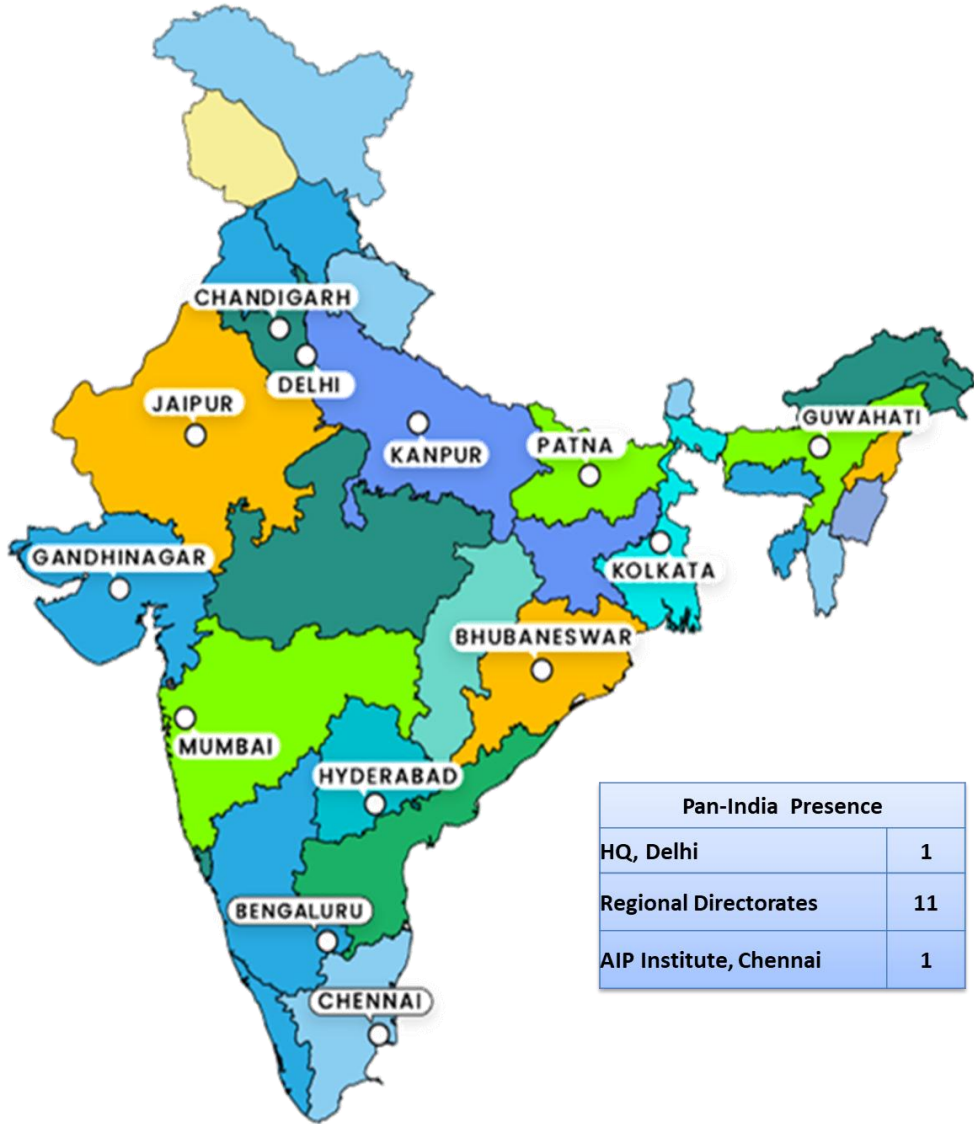 CHANDIGARH
DELHI
JAIPUR
KANPUR
PATNA
GUWAHATI
GANDHINAGAR
KOLKATA
BHUBANESWAR
MUMBAI
HYDERABAD
BENGALURU
CHENNAI
Pan-India Presence
HQ, Delhi 1
Regional Directorates 11
AIP Institute, Chennai 1